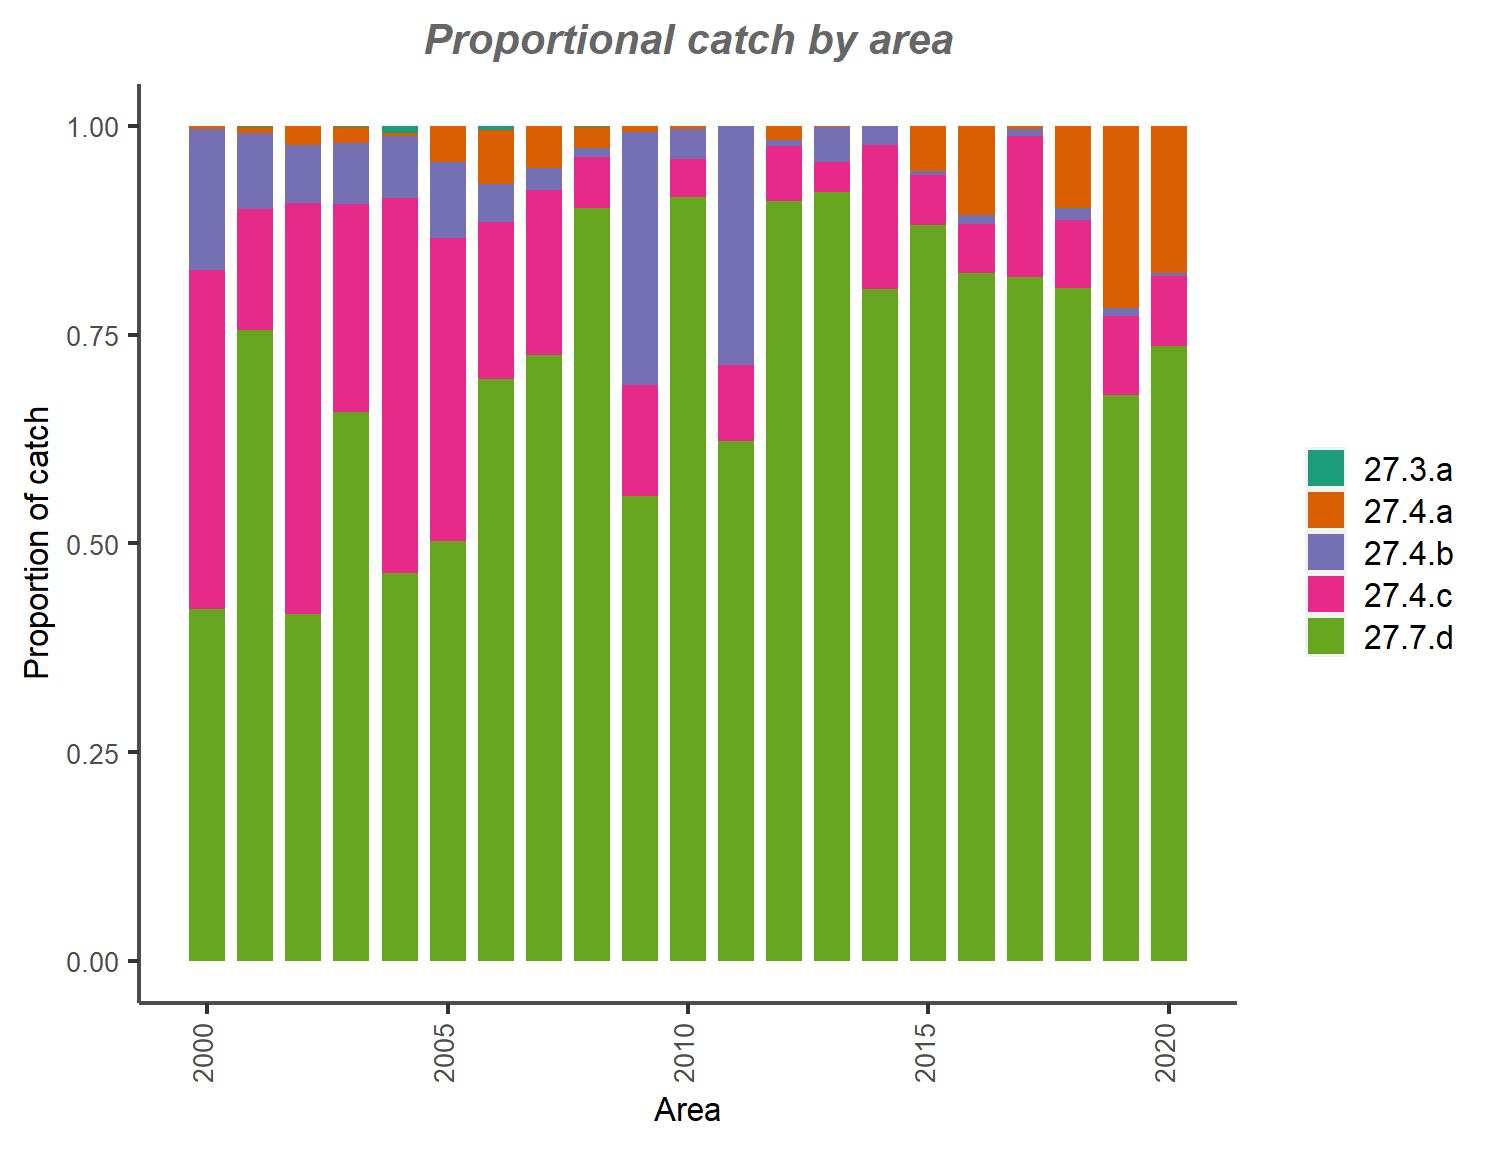 Proportional catch by area
Proportion of catch
1.00
0.75
0.50
0.25
0.00
2000
2005
2010
2015
2020
Area
27.3.a
27.4.a
27.4.b
27.4.c
27.7.d